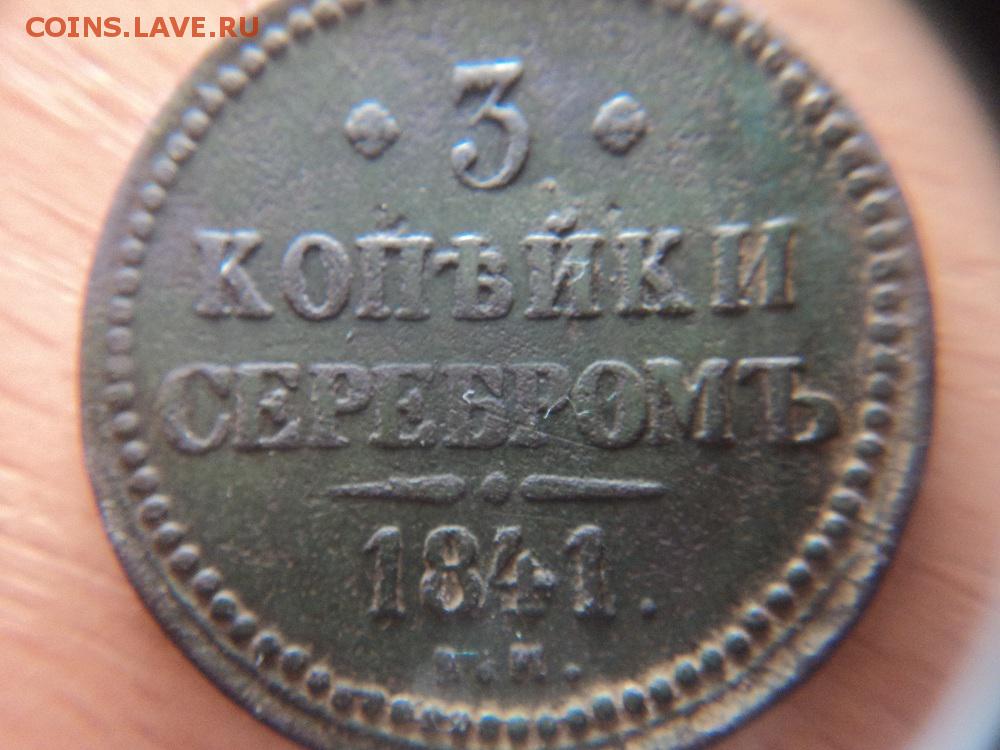 COINS.LAVE.RU
· 3 ·
КОПѢЙКИ
СЕРЕБРОМЪ
1841.